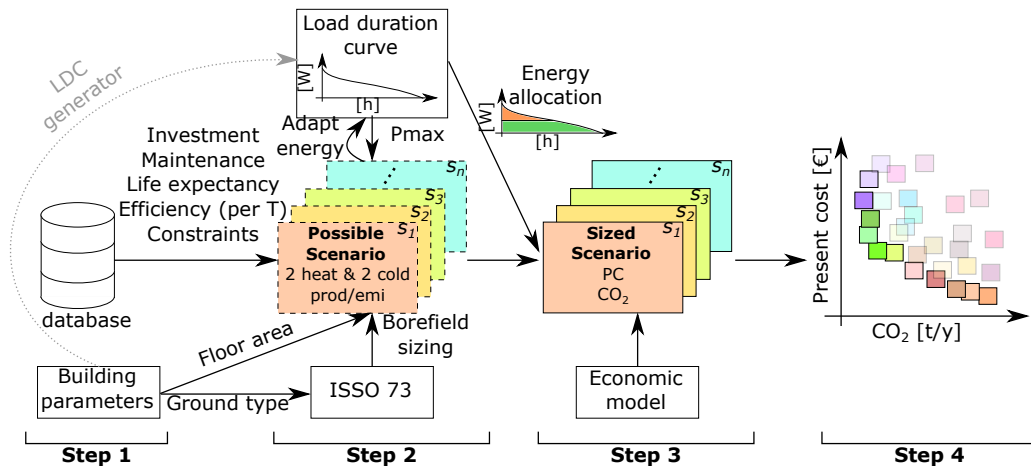 Load duration
curve
[W]
[h]
LDC
generator
Adapt
energy
Pmax
Energy
allocation
[W]
[h]
Investment
Maintenance
Life expectancy
Efficiency (per T)
Constraints
database
sn
s3
s2
s1
Possible
Scenario
2 heat & 2 cold
prod/emi
sn
s3
s2
s1
Sized
Scenario
PC
CO2
Present cost [€]
CO2 [t/y]
Floor area
Borefield
sizing
Building
parameters
Ground type
ISSO 73
Economic
model
Step 1
Step 2
Step 3
Step 4